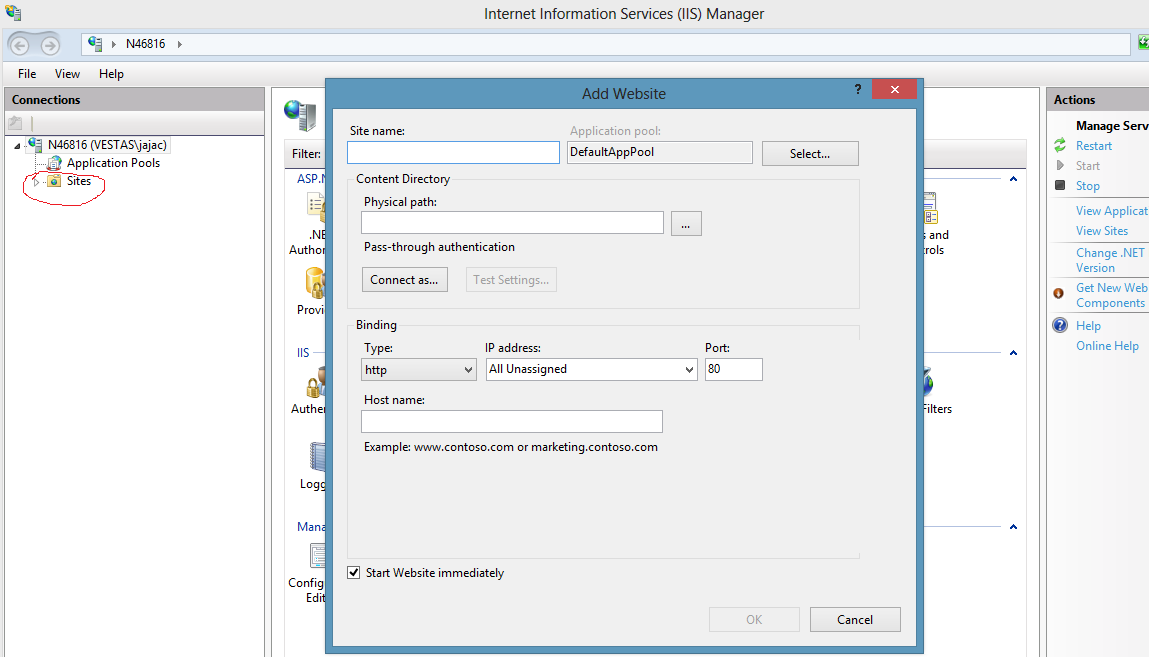 Internet Information Services (IIS) Manager
N46816
File View Help
Connections
N46816 (VESTAS\jajac)
Application Pools
Sites
Filter:
ASP.N
.NE
Author
Provi
IIS
Authen
Logg
Mana
Config
Edit
Add Website
?
Site name:
Application pool:
DefaultAppPool
Select...
Content Directory
Physical path:
...
Pass-through authentication
Connect as...
Test Settings...
Binding
Type:
IP address:
Port:
http
All Unassigned
80
Host name:
Example: www.contoso.com or marketing.contoso.com
Start Website immediately
OK
Cancel
s and
rols
Filters
Actions
Manage Serv
Restart
Start
Stop
View Applicat
View Sites
Change .NET
Version
Get New Web
Components
Help
Online Help